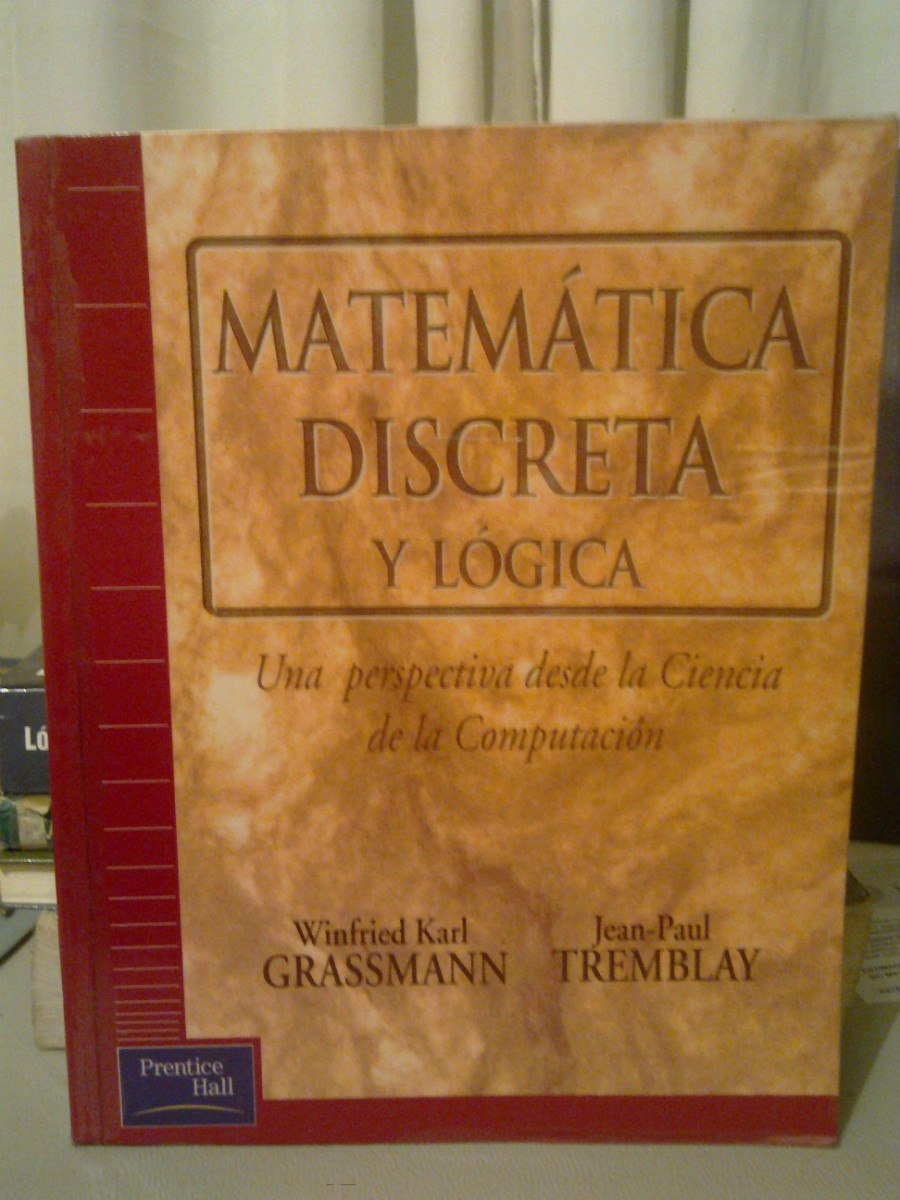 MATEMÁTICA
DISCRETA
Y LÓGICA
Una perspectiva desde la Ciencia
de la Computación
Winfried Karl
GRASSMANN
Jean-Paul
TREMBLAY
Prentice
Hall
Ló